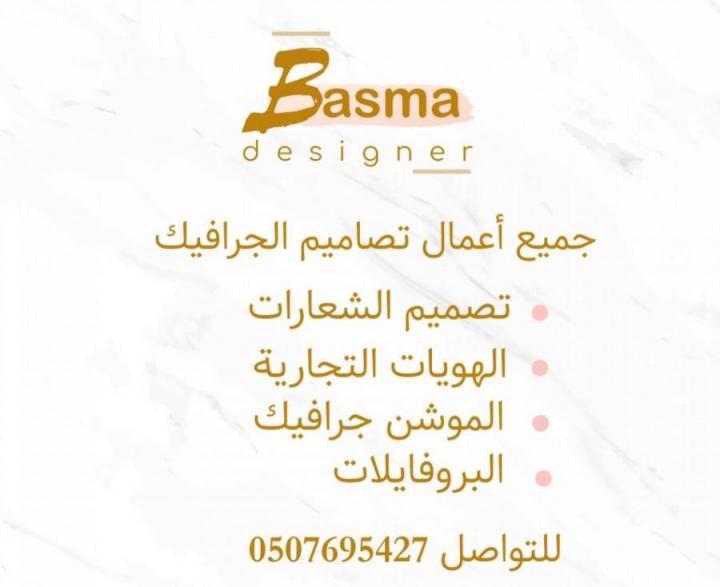 Basma
designer
جميع أعمال تصاميم الجرافيك
تصميم الشعارات
الهويات التجارية
الموشن جرافيك
البروفايلات
للتواصل 0507695427